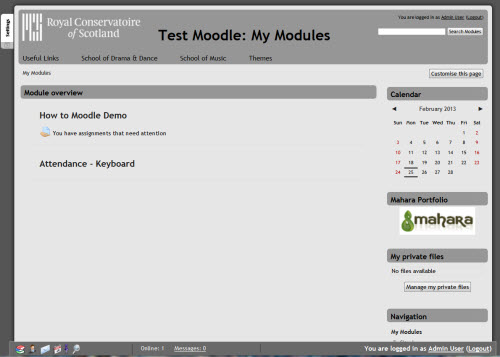 Settings
Royal Conservatoire
of Scotland
Test Moodle: My Modules
You are logged in as Admin User (Logout)
Search Modules
Useful Links School of Drama & Dance School of Music Themes
My Modules
Customise this page
Module overview
How to Moodle Demo
You have assignments that need attention
Attendance - Keyboard
Calendar
◄ February 2013 ►
Sun Mon Tue Wed Thu Fri Sat
1 2
3 4 5 6 7 8 9
10 11 12 13 14 15 16
17 18 19 20 21 22 23
24 25 26 27 28
Mahara Portfolio
mahara
My private files
No files available
Manage my private files
Navigation
My Modules
Online: 1 Messages: 0
You are logged in as Admin User (Logout)